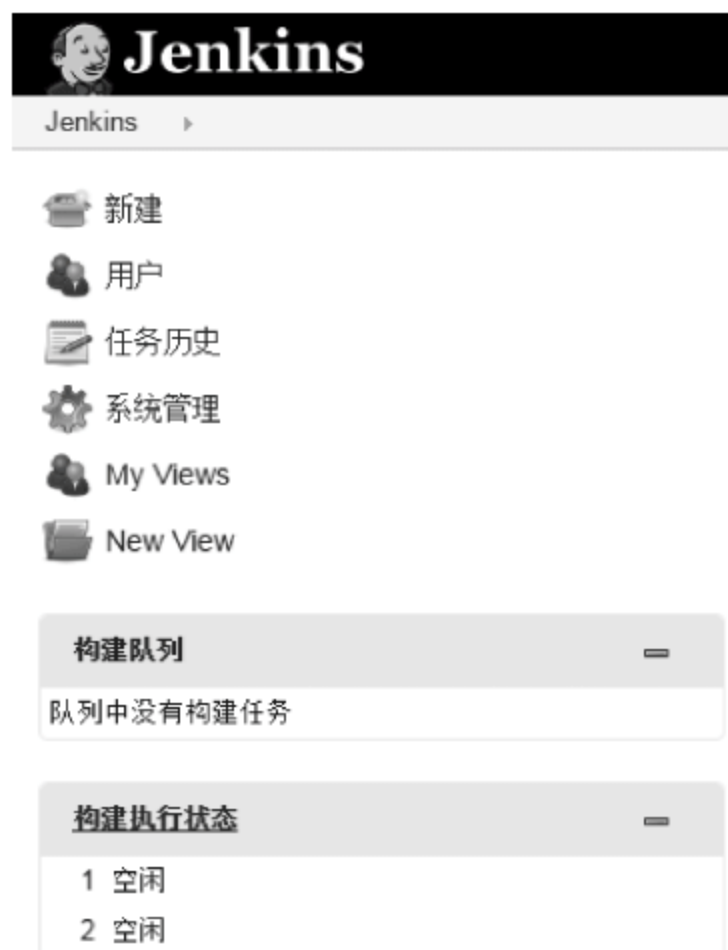 Jenkins
Jenkins
新建
用户
任务历史
系统管理
My Views
New View
构建队列
队列中没有构建任务
构建执行状态
1 空闲
2 空闲